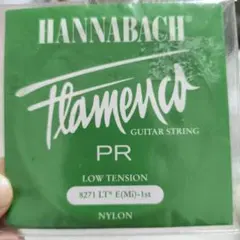 HANNABACH
Flamenco
GUITAR STRING
PR
LOW TENSION
8271 LT* E(Mi)-1st
NYLON